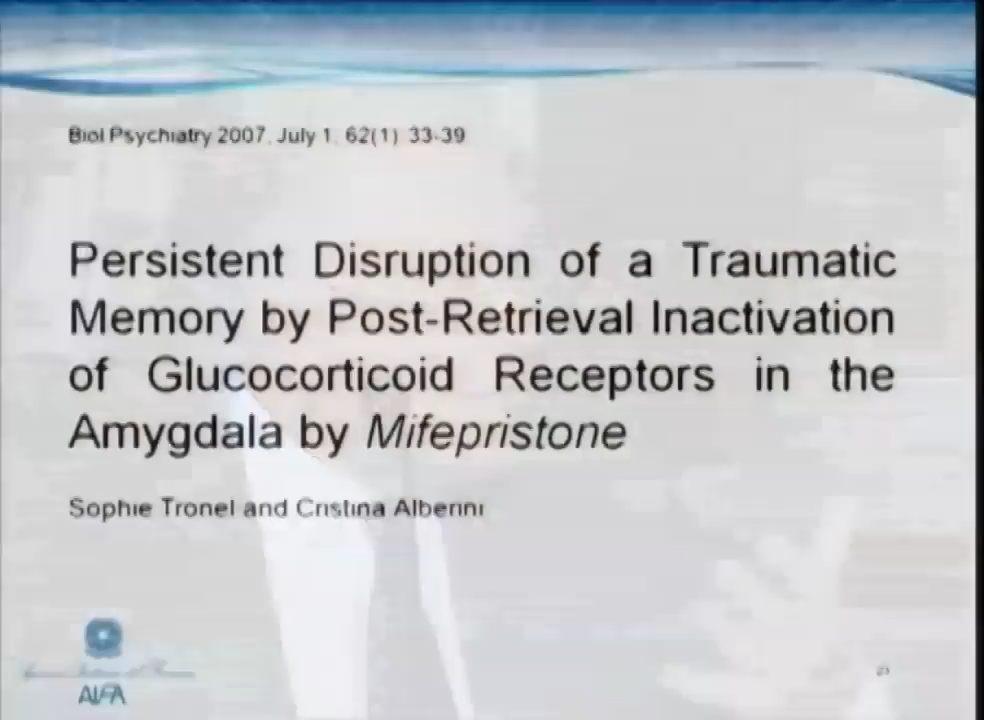 Biol Psychiatry 2007, July 1, 62(1) 33-39
Persistent Disruption of a Traumatic
Memory by Post-Retrieval Inactivation
of Glucocorticoid Receptors in the
Amygdala by Mifepristone
Sophie Tronel and Cristina Alberini
AIFA